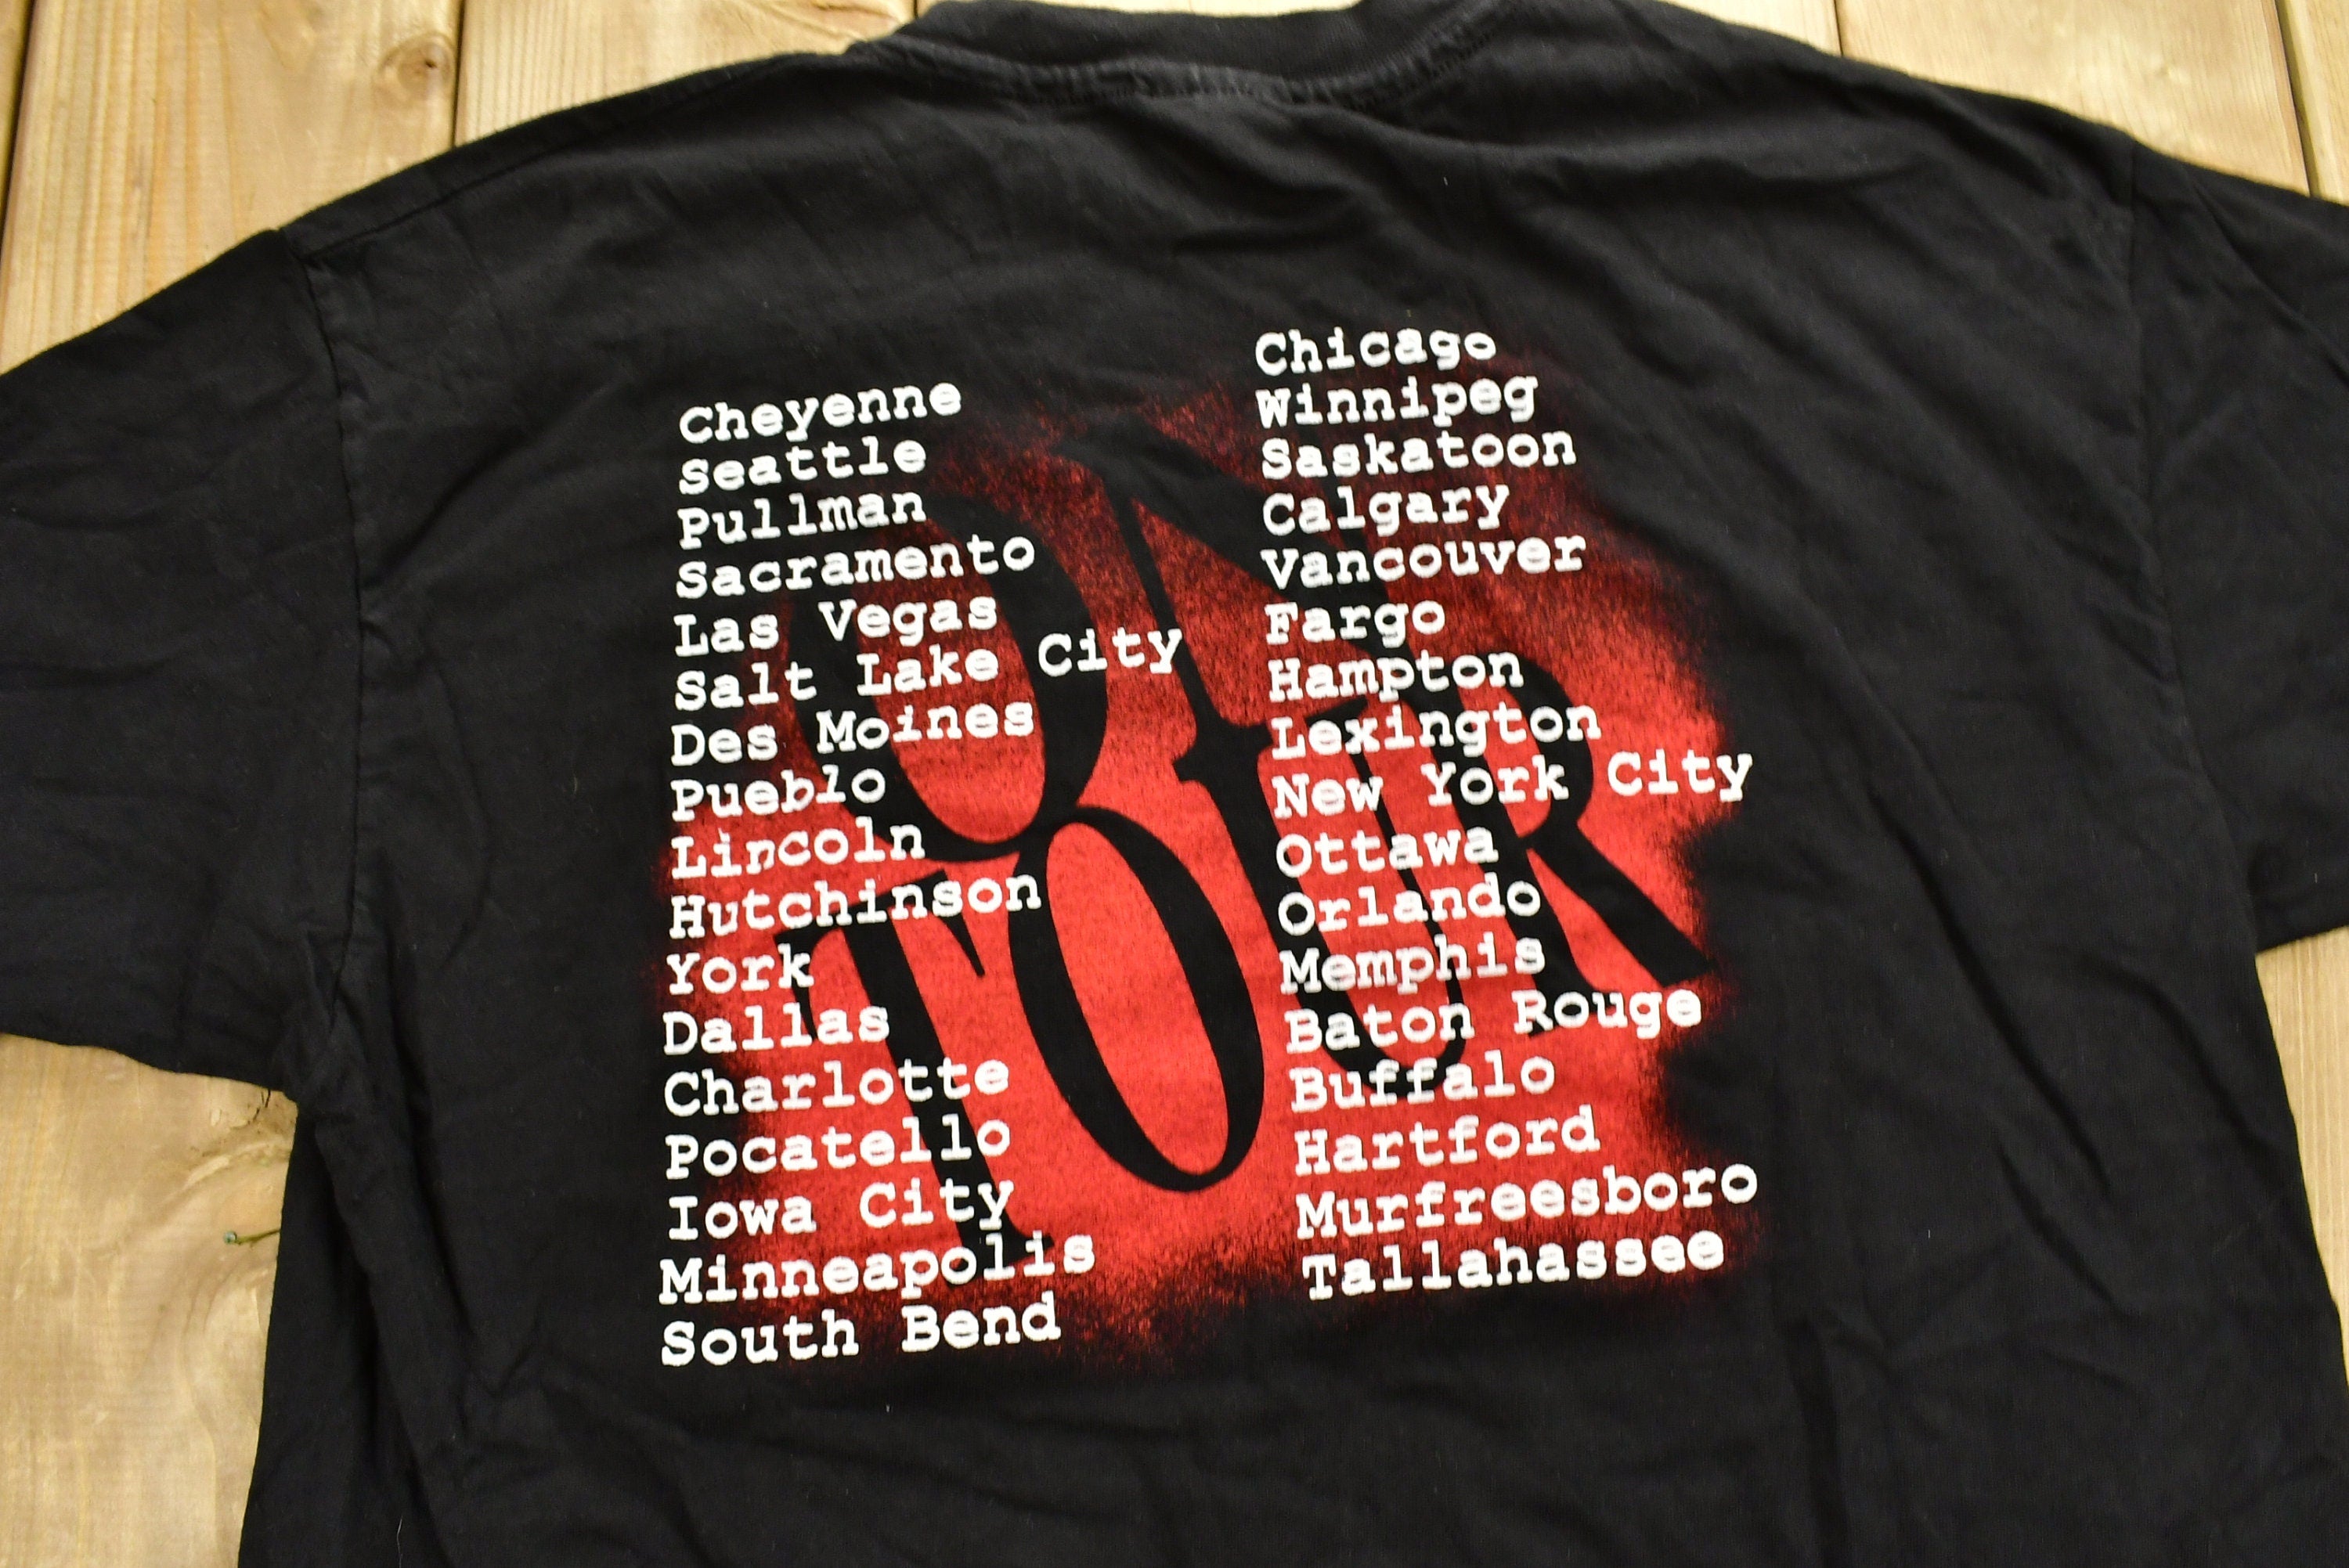 Cheyenne
Seattle
Pullman
Sacramento
Las Vegas
Salt Lake City
Des Moines
Pueblo
Lincoln
Hutchinson
York
Dallas
Charlotte
Pocatello
Iowa City
Minneapolis
South Bend
Chicago
Winnipeg
Saskatoon
Calgary
Vancouver
Fargo
Hampton
Lexington
New York City
Ottawa
Orlando
Memphis
Baton Rouge
Buffalo
Hartford
Murfreesboro
Tallahassee
ON
TOUR